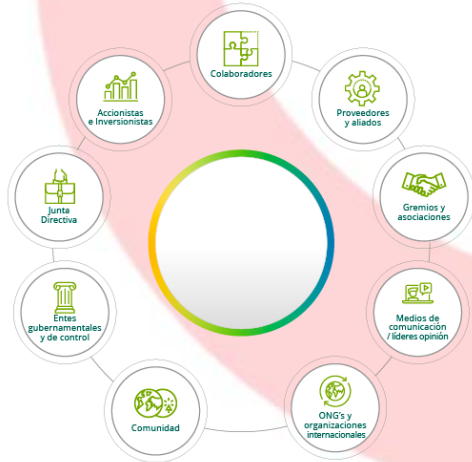 Colaboradores
Proveedores
y aliados
Gremios y
asociaciones
Medios de
comunicación
/ líderes opinión
ONG's y
organizaciones
internacionales
Comunidad
Entes
gubernamentales
y de control
Junta
Directiva
Accionistas
e Inversionistas